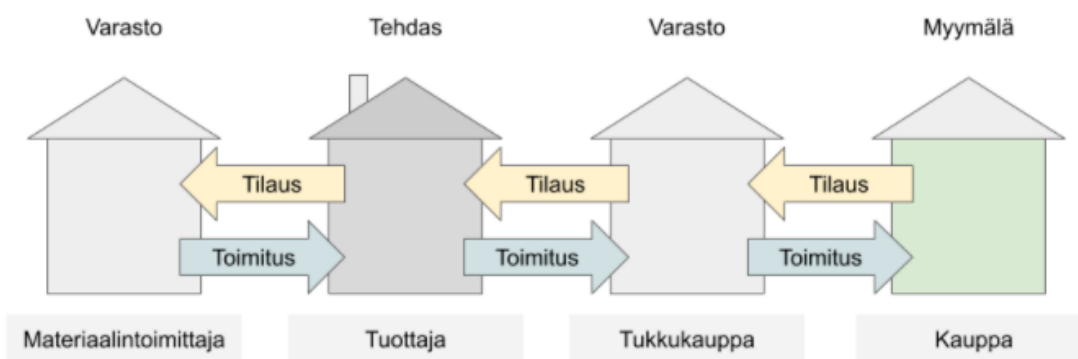 Varasto
Tehdas
Varasto
Myymälä
Tilaus
Tilaus
Tilaus
Toimitus
Toimitus
Toimitus
Materiaalintoimittaja
Tuottaja
Tukkukauppa
Kauppa